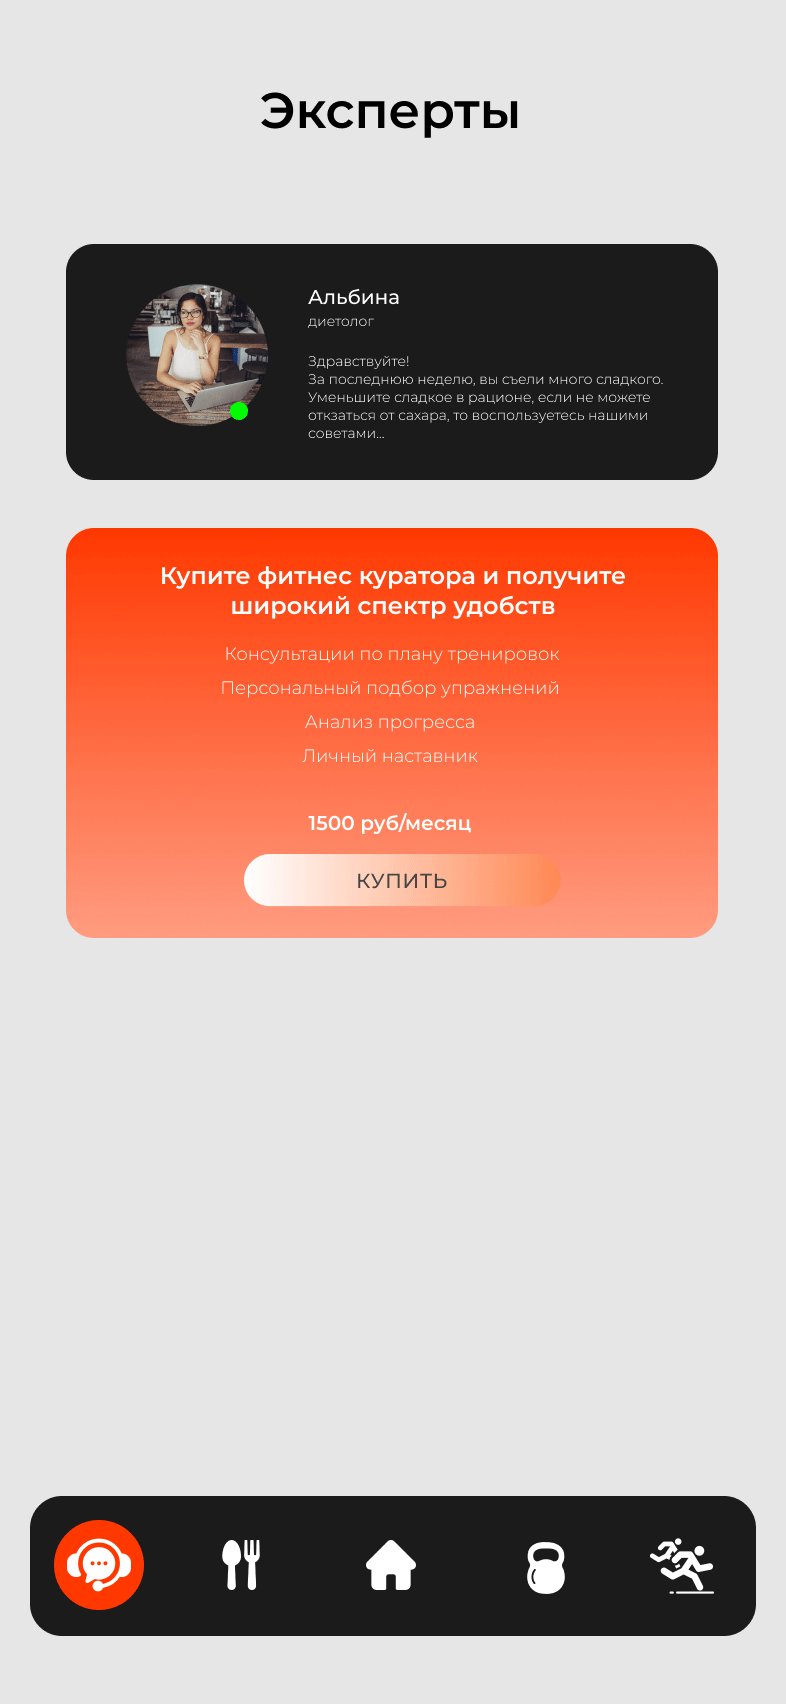 Эксперты
Альбина
диетолог
Здравствуйте!
За последнюю неделю, вы съели много сладкого.
Уменьшите сладкое в рационе, если не можете
откзаться от сахара, то воспользуетесь нашими
советами...
Купите фитнес куратора и получите
широкий спектр удобств
Консультации по плану тренировок
Персональный подбор упражнений
Анализ прогресса
Личный наставник
1500 руб/месяц
КУПИТЬ